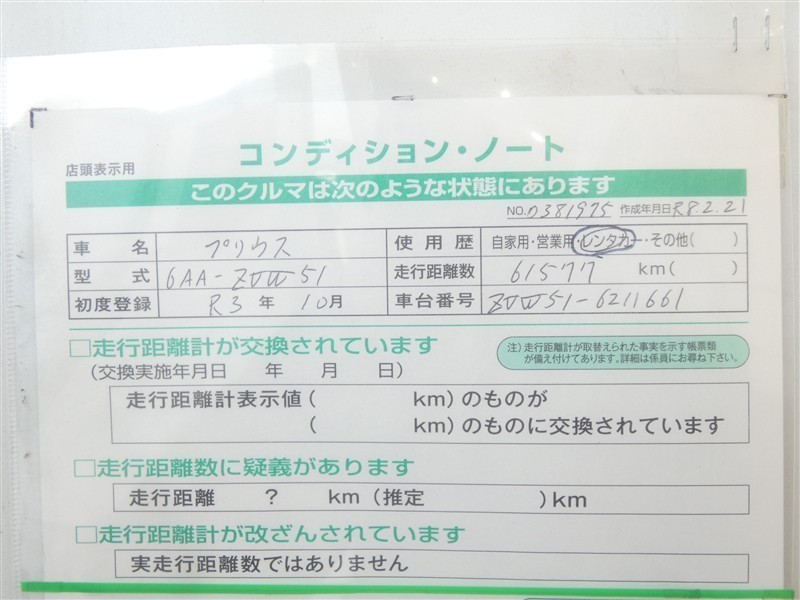 コンディション・ノート
店頭表示用
このクルマは次のような状態にあります
NO.D381975 作成年月日R8.2.21
車名 プリウス 使用歴 自家用・営業用・レンタカー・その他( )
型式 6AA-ZVW51 走行距離数 61577 km( )
初度登録 R3年10月 車台番号 ZVW51-6211661
□走行距離計が交換されています
注)走行距離計が取替えられた事実を示す帳票類
が備え付けてあります。詳細は係員にお尋ね下さい。
(交換実施年月日 年 月 日)
走行距離計表示値( km)のものが
( km)のものに交換されています
□走行距離数に疑義があります
走行距離 ? km(推定 )km
□走行距離計が改ざんされています
実走行距離数ではありません